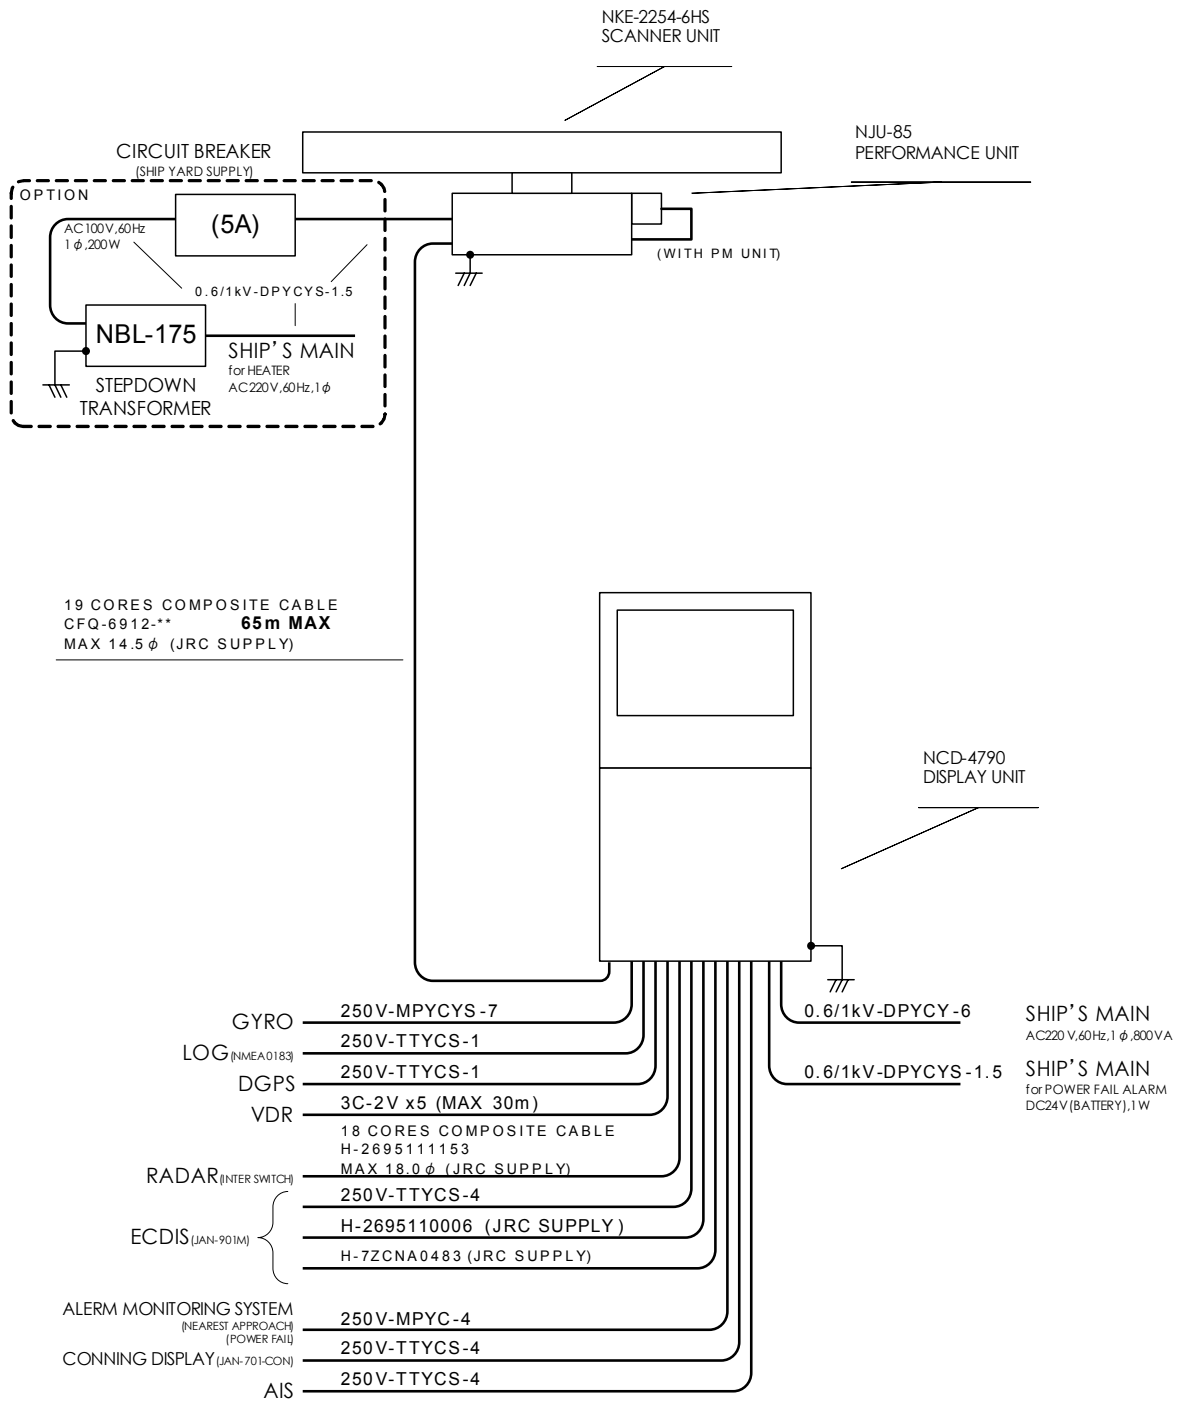 NKE-2254-6HS
SCANNER UNIT
NJU-85
PERFORMANCE UNIT
CIRCUIT BREAKER
(SHIP YARD SUPPLY)
OPTION
AC100V,60Hz
1φ,200W
(5A)
(WITH PM UNIT)
0.6/1kV-DPYCYS-1.5
NBL-175
SHIP'S MAIN
for HEATER
AC220V,60Hz,1φ
STEPDOWN
TRANSFORMER
19 CORES COMPOSITE CABLE
CFQ-6912-** 65m MAX
MAX 14.5φ (JRC SUPPLY)
NCD-4790
DISPLAY UNIT
GYRO 250V-MPYCYS-7
LOG(NMEA0183) 250V-TTYCS-1
DGPS 250V-TTYCS-1
VDR 3C-2V x5 (MAX 30m)
18 CORES COMPOSITE CABLE
H-2695111153
RADAR(INTER SWITCH) MAX 18.0φ (JRC SUPPLY)
250V-TTYCS-4
ECDIS(JAN-901M) H-2695110006 (JRC SUPPLY)
H-7ZCNA0483 (JRC SUPPLY)
ALERM MONITORING SYSTEM 250V-MPYC-4
(NEAREST APPROACH)
(POWER FAIL)
CONNING DISPLAY(JAN-701-CON) 250V-TTYCS-4
AIS 250V-TTYCS-4
0.6/1kV-DPYCY-6 SHIP'S MAIN
AC220V,60Hz,1φ,800VA
0.6/1kV-DPYCYS-1.5 SHIP'S MAIN
for POWER FAIL ALARM
DC24V(BATTERY),1W